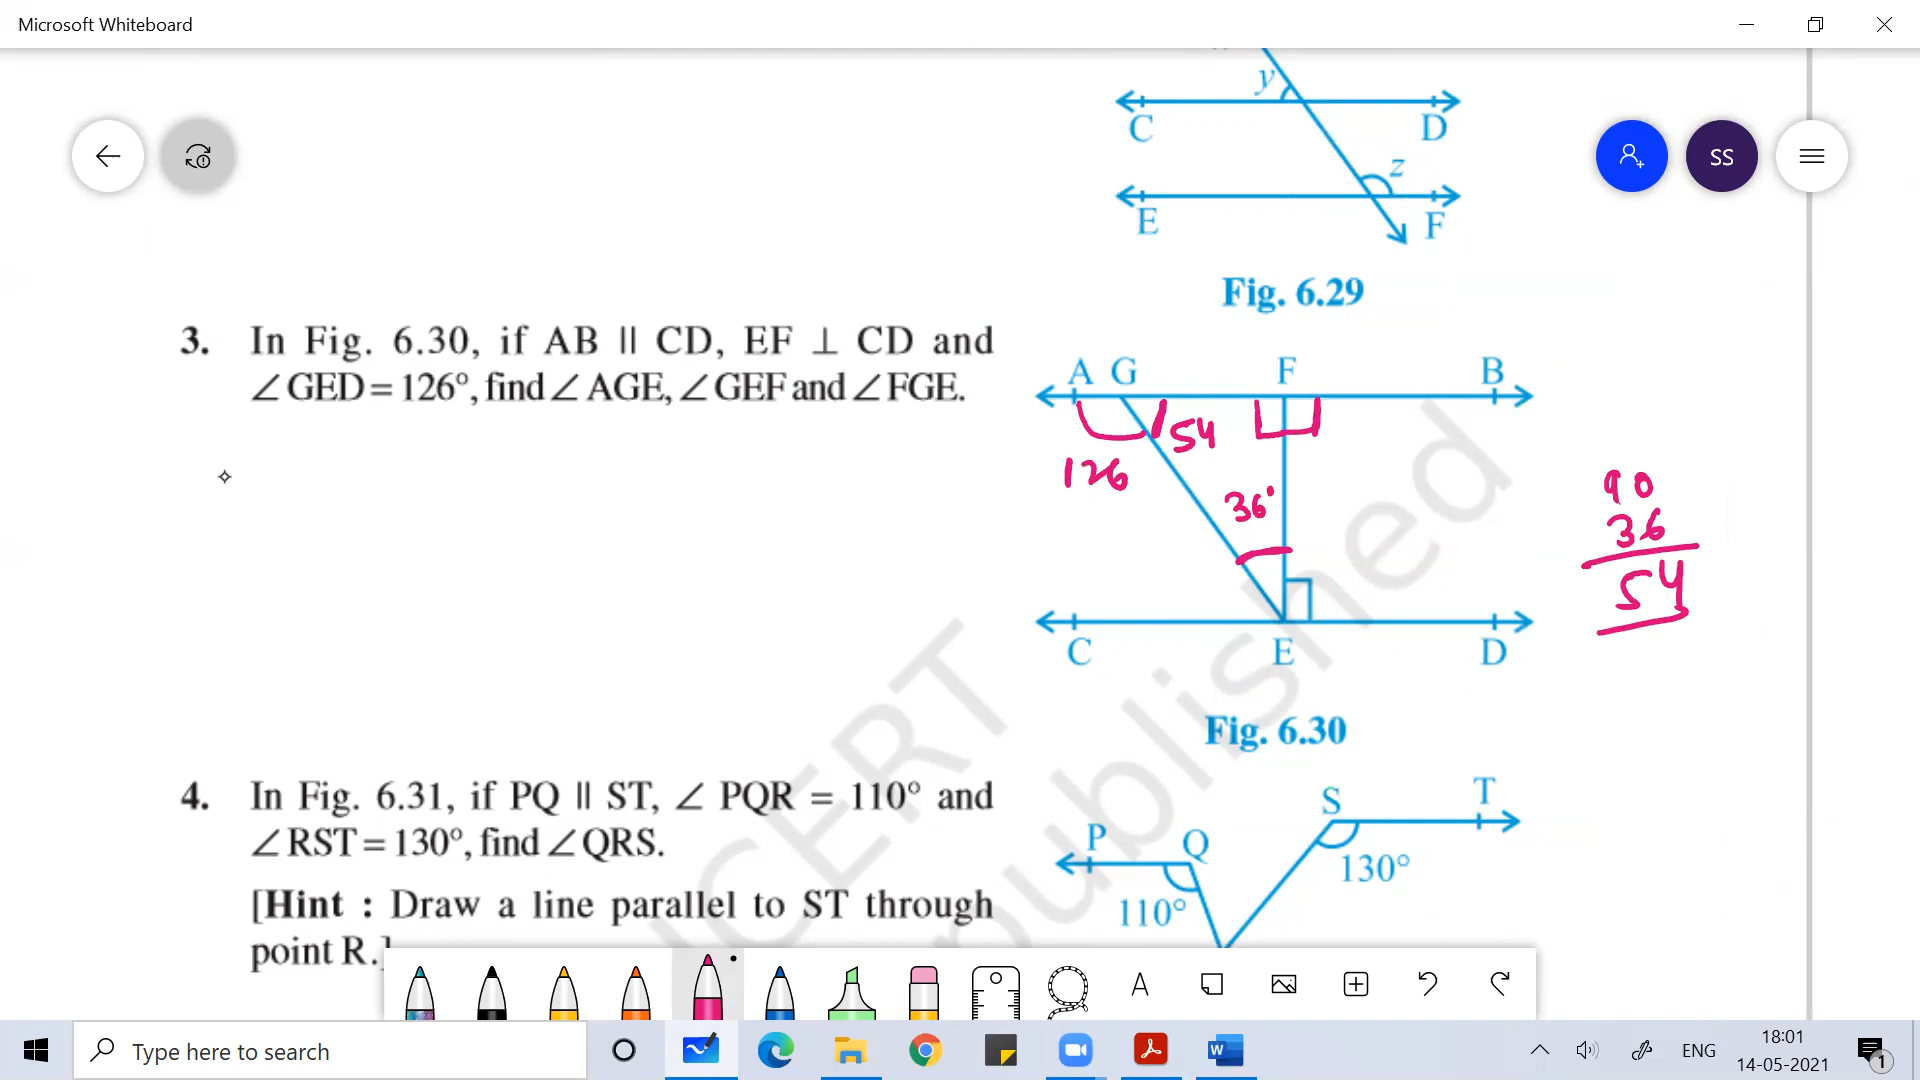 Microsoft Whiteboard
y
C D
z
E F
SS
Fig. 6.29
3. In Fig. 6.30, if AB || CD, EF ⊥ CD and
∠ GED = 126°, find ∠ AGE, ∠ GEF and ∠ FGE.
A G F B
54
126
36°
90
36
54
C E D
Fig. 6.30
4. In Fig. 6.31, if PQ || ST, ∠ PQR = 110° and
∠ RST = 130°, find ∠ QRS.
[Hint : Draw a line parallel to ST through
point R.]
S T
P Q
130°
110°
NCERT
published
A
Type here to search
W
ENG
18:01
14-05-2021
1